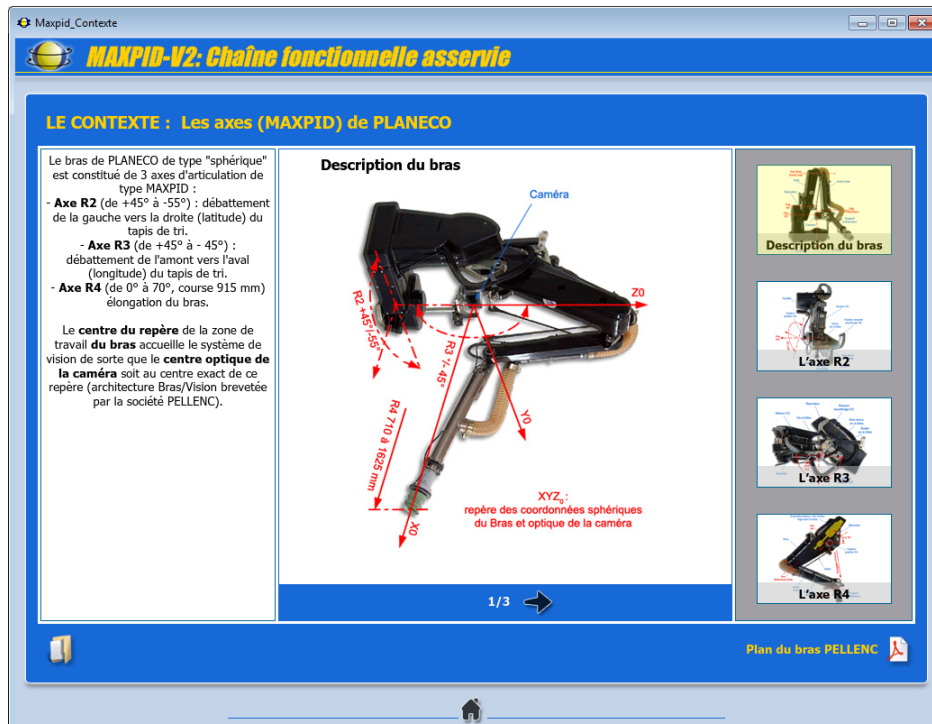 Maxpid_Contexte
MAXPID-V2: Chaîne fonctionnelle asservie
LE CONTEXTE : Les axes (MAXPID) de PLANECO
Le bras de PLANECO de type "sphérique"
est constitué de 3 axes d'articulation de
type MAXPID :
- Axe R2 (de +45° à -55°) : débattement
de la gauche vers la droite (latitude) du
tapis de tri.
- Axe R3 (de +45° à - 45°) :
débattement de l'amont vers l'aval
(longitude) du tapis de tri.
- Axe R4 (de 0° à 70°, course 915 mm)
élongation du bras.
Le centre du repère de la zone de
travail du bras accueille le système de
vision de sorte que le centre optique de
la caméra soit au centre exact de ce
repère (architecture Bras/Vision brevetée
par la société PELLENC).
Description du bras
Caméra
Z0
R2 +45°/-55°
R3 +/- 45°
Y0
R4 710 à 1625 mm
X0
XYZ0 :
repère des coordonnées sphériques
du Bras et optique de la caméra
1/3
Description du bras
L'axe R2
L'axe R3
L'axe R4
Plan du bras PELLENC